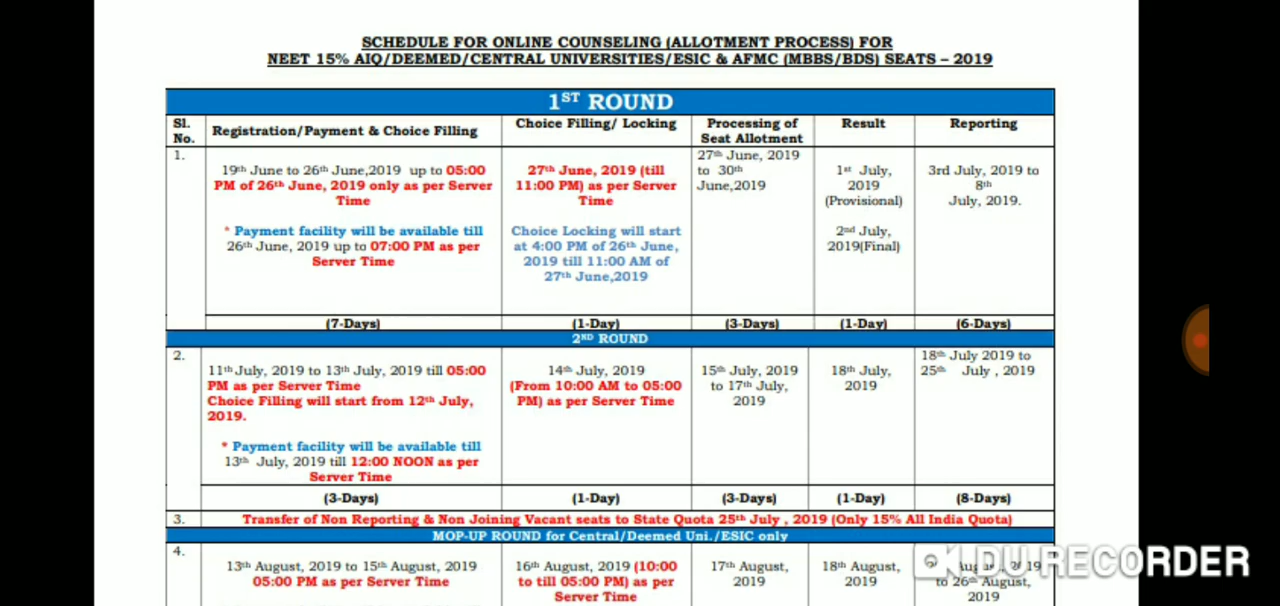 SCHEDULE FOR ONLINE COUNSELING (ALLOTMENT PROCESS) FOR
NEET 15% AIQ/DEEMED/CENTRAL UNIVERSITIES/ESIC & AFMC (MBBS/BDS) SEATS – 2019
1ST ROUND
Sl. No.
Registration/Payment & Choice Filling
Choice Filling/ Locking
Processing of
Seat Allotment
Result
Reporting
1.
19th June to 26th June,2019 up to 05:00
PM of 26th June, 2019 only as per Server
Time
* Payment facility will be available till
26th June, 2019 up to 07:00 PM as per
Server Time
(7-Days)
27th June, 2019 (till
11:00 PM) as per Server
Time
Choice Locking will start
at 4:00 PM of 26th June,
2019 till 11:00 AM of
27th June,2019
(1-Day)
27th June, 2019
to 30th
June,2019
(3-Days)
1st July,
2019
(Provisional)
2nd July,
2019(Final)
(1-Day)
3rd July, 2019 to
8th
July, 2019.
(6-Days)
2ND ROUND
2.
11th July, 2019 to 13th July, 2019 till 05:00
PM as per Server Time
Choice Filling will start from 12th July,
2019.
* Payment facility will be available till
13th July, 2019 till 12:00 NOON as per
Server Time
(3-Days)
14th July, 2019
(From 10:00 AM to 05:00
PM) as per Server Time
(1-Day)
15th July, 2019
to 17th July,
2019
(3-Days)
18th July,
2019
(1-Day)
18th July 2019 to
25th July , 2019
(8-Days)
3.
Transfer of Non Reporting & Non Joining Vacant seats to State Quota 25th July , 2019 (Only 15% All India Quota)
MOP-UP ROUND for Central/Deemed Uni./ESIC only
4.
13th August, 2019 to 15th August, 2019
05:00 PM as per Server Time
16th August, 2019 (10:00
to till 05:00 PM) as per
Server Time
17th August,
2019
18th August,
2019
to 26th August,
2019
DU RECORDER